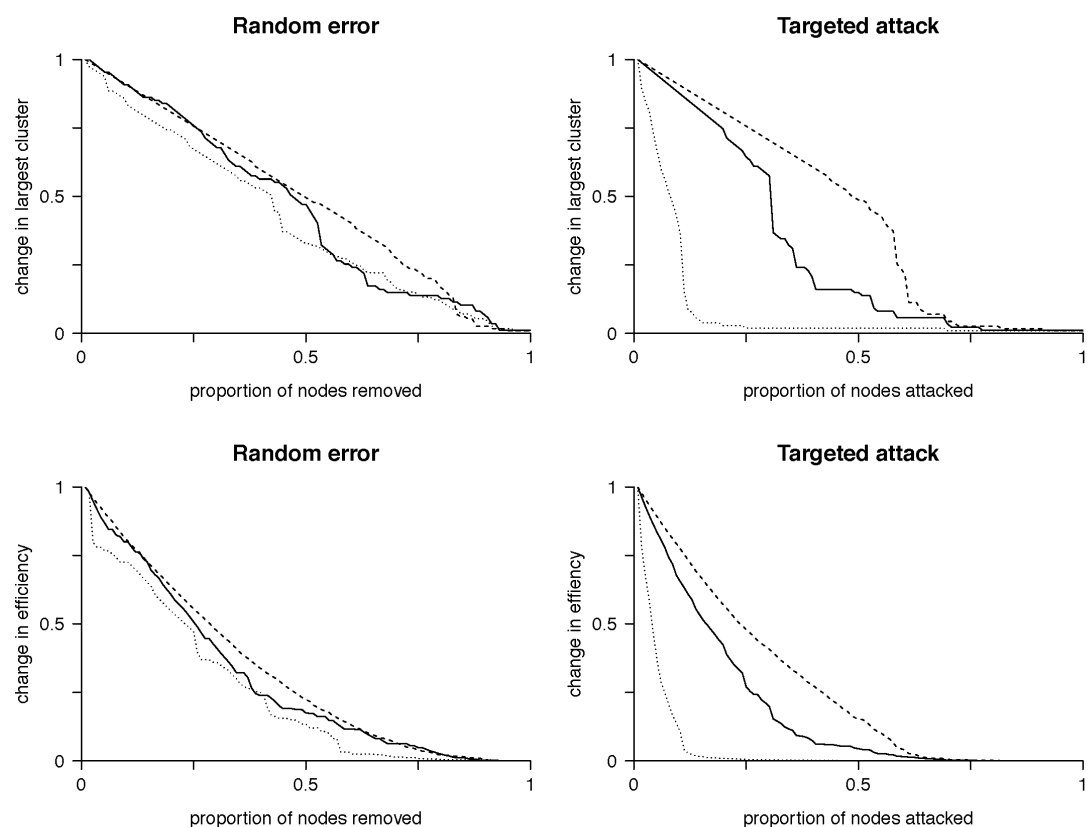 Random error
Targeted attack
1
0.5
0
change in largest cluster
0
0.5
1
proportion of nodes removed
1
0.5
0
change in largest cluster
0
0.5
1
proportion of nodes attacked
Random error
Targeted attack
1
0.5
0
change in efficiency
0
0.5
1
proportion of nodes removed
1
0.5
0
change in effiency
0
0.5
1
proportion of nodes attacked